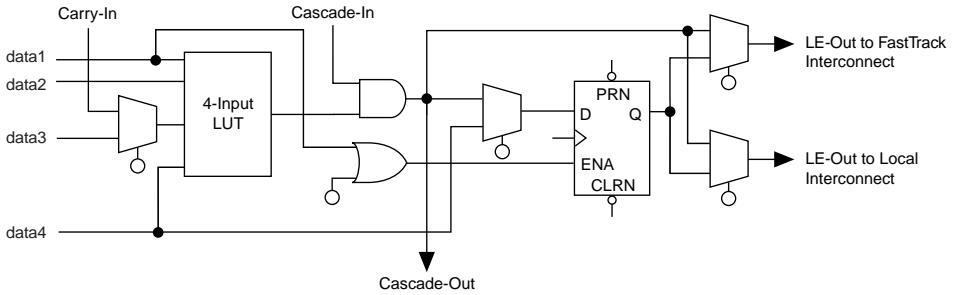 Carry-In
Cascade-In
data1
data2
data3
data4
4-Input
LUT
PRN
D
Q
ENA
CLRN
LE-Out to FastTrack
Interconnect
LE-Out to Local
Interconnect
Cascade-Out